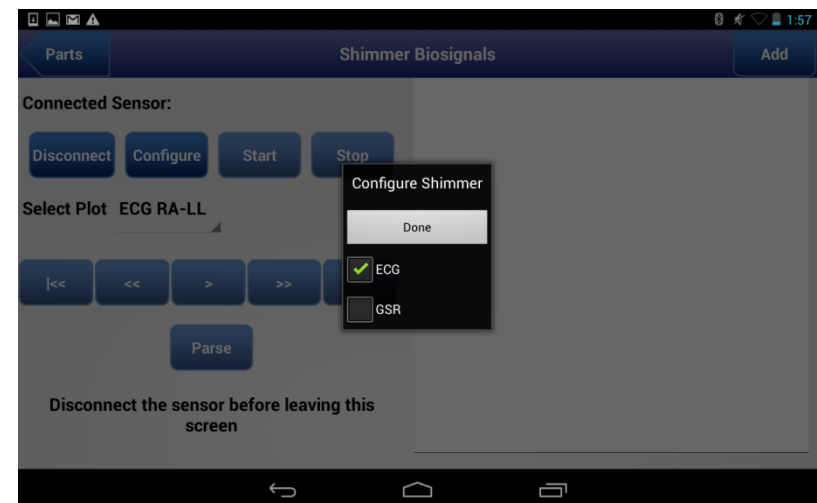 1:57
Parts
Shimmer Biosignals
Add
Connected Sensor:
Disconnect
Configure
Start
Stop
Configure Shimmer
Done
Select Plot ECG RA-LL
ECG
GSR
|<<
<<
>
>>
Parse
Disconnect the sensor before leaving this
screen